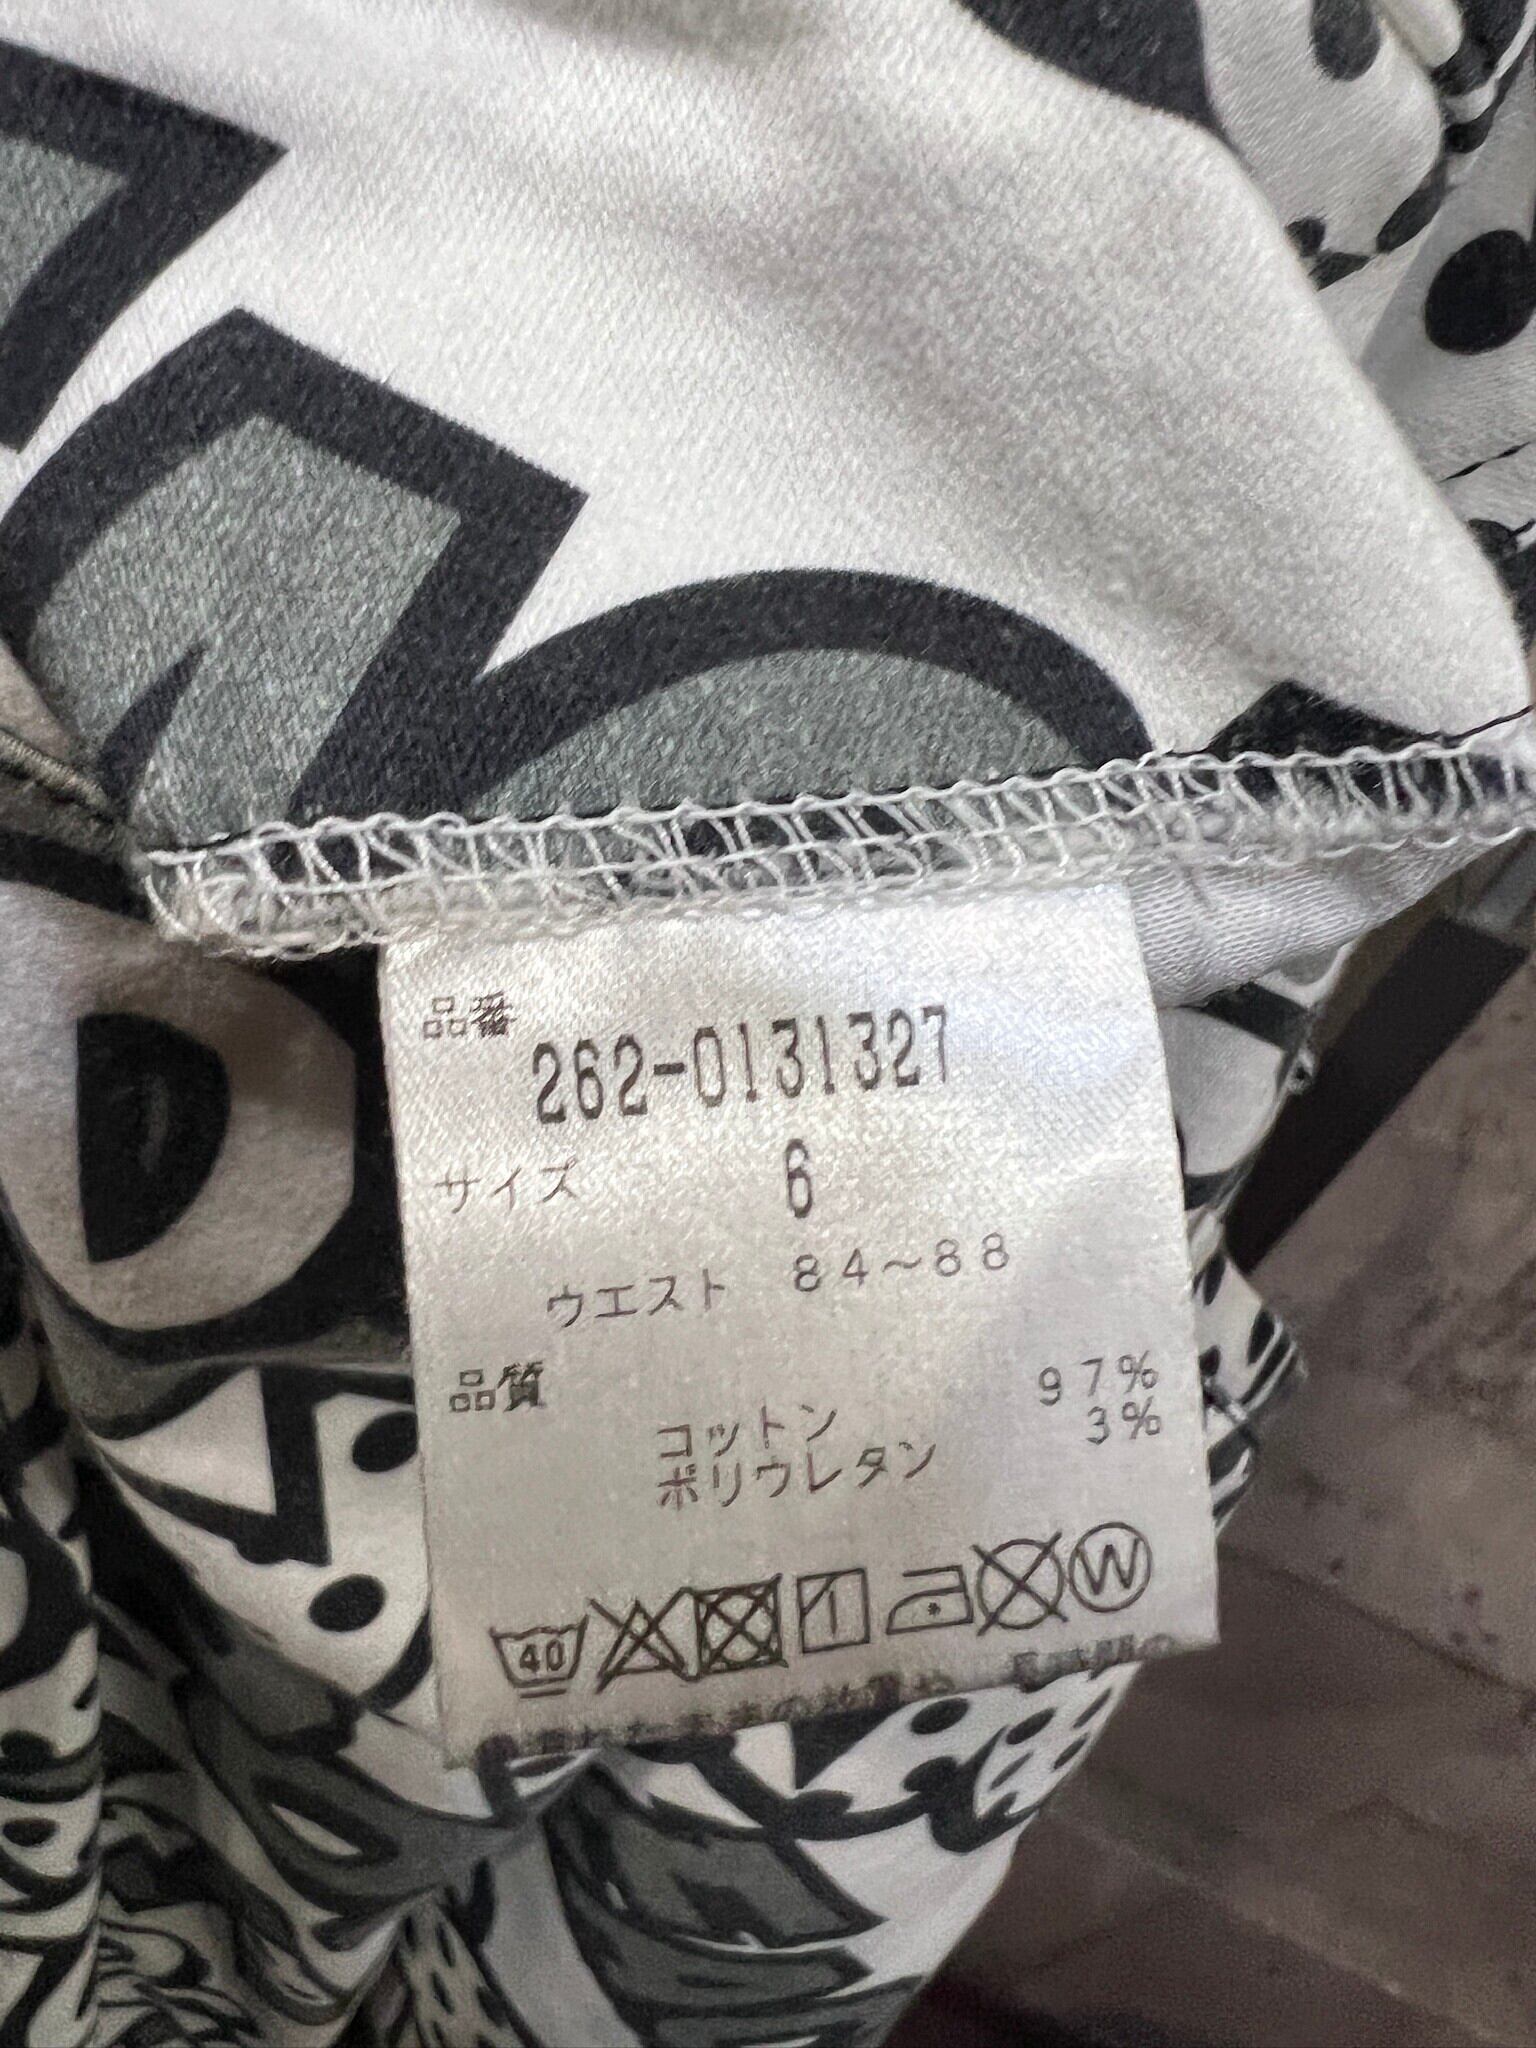 品番
262-0131327
サイズ 6
ウエスト 84~88
品質
コットン 97%
ポリウレタン 3%
40
W